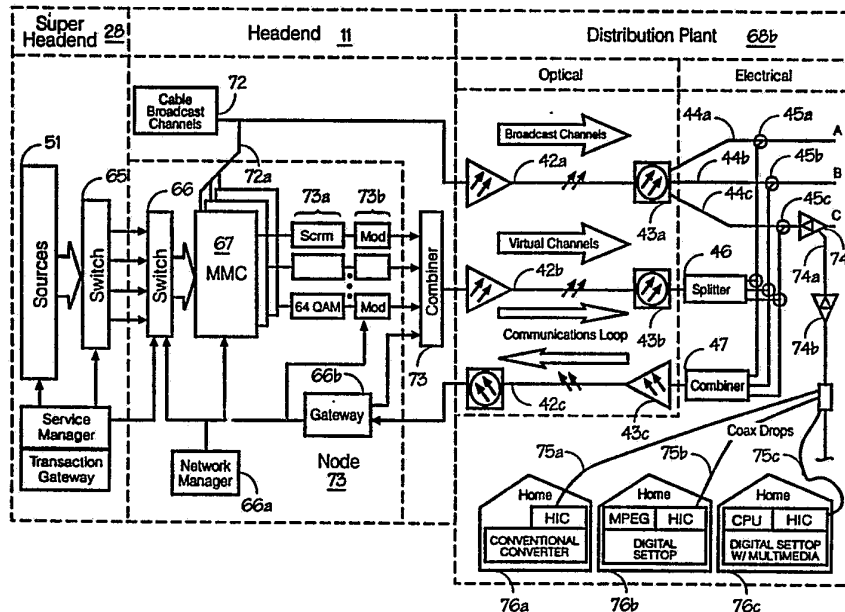 Super Headend 28
Headend 11
Distribution Plant 68b
Optical
Electrical
72
Cable Broadcast Channels
72a
51
Sources
65
Switch
66
Switch
67
MMC
73a
73b
Scrm
Mod
64 QAM
Mod
Combiner
73
Broadcast Channels
42a
43a
44a
44b
44c
45a
45b
45c
A
B
C
74
74a
74b
Virtual Channels
42b
43b
46
Splitter
Communications Loop
47
Combiner
42c
43c
66b
Gateway
Node
73
Service Manager
Transaction Gateway
Network Manager
66a
Coax Drops
75a
75b
75c
Home
HIC
CONVENTIONAL CONVERTER
76a
Home
MPEG
HIC
DIGITAL SETTOP
76b
Home
CPU
HIC
DIGITAL SETTOP W/ MULTIMEDIA
76c